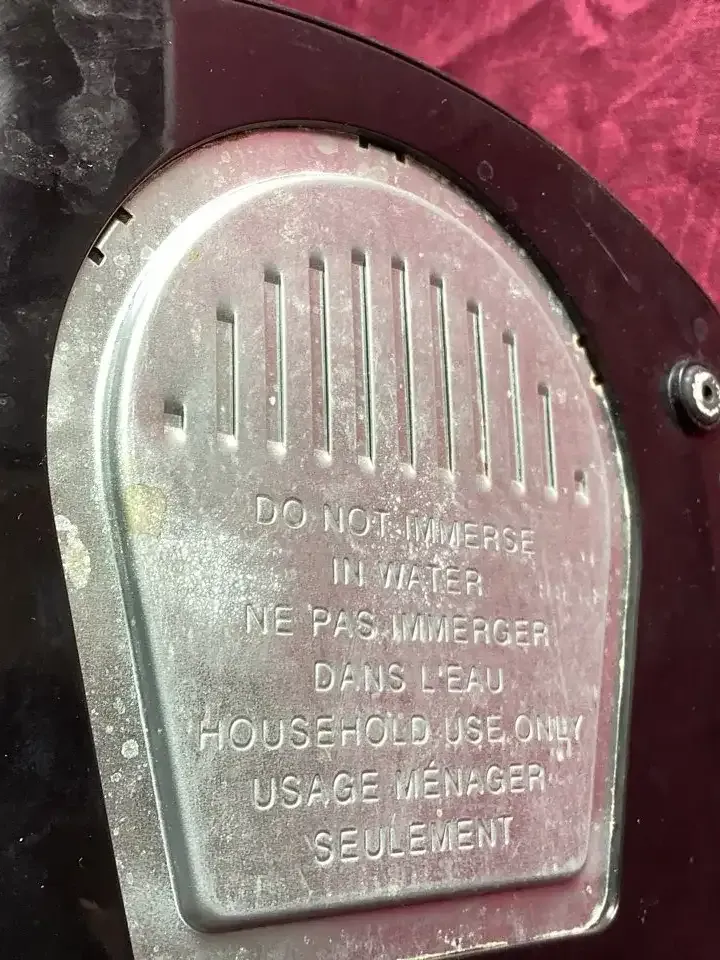 DO NOT IMMERSE
IN WATER
NE PAS IMMERGER
DANS L'EAU
HOUSEHOLD USE ONLY
USAGE MÉNAGER
SEULEMENT